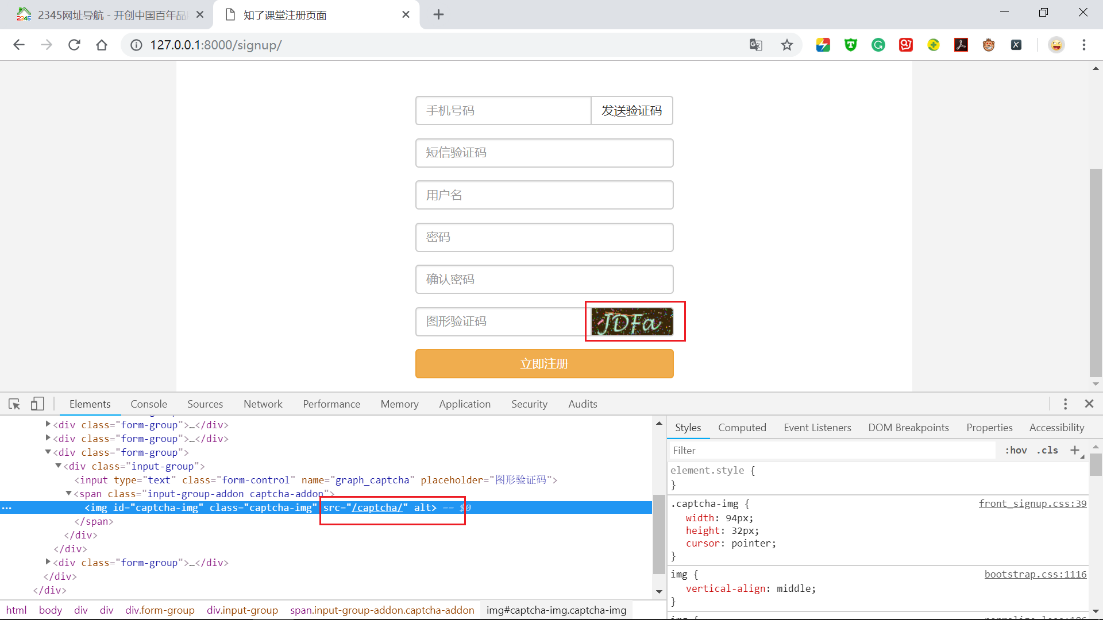 2345网址导航 - 开创中国百年品
知了课堂注册页面
127.0.0.1:8000/signup/
手机号码
发送验证码
短信验证码
用户名
密码
确认密码
图形验证码
JDFa
立即注册
Elements Console Sources Network Performance Memory Application Security Audits
<div class="form-group">…</div>
<div class="form-group">…</div>
<div class="form-group">
<div class="input-group">
<input type="text" class="form-control" name="graph_captcha" placeholder="图形验证码">
<span class="input-group-addon captcha-addon">
<img id="captcha-img" class="captcha-img" src="/captcha/" alt> == $0
</span>
</div>
</div>
<div class="form-group">…</div>
</div>
</div>
html body div div div.form-group div.input-group span.input-group-addon.captcha-addon img#captcha-img.captcha-img
Styles Computed Event Listeners DOM Breakpoints Properties Accessibility
Filter :hov .cls +
element.style {
}
.captcha-img { front_signup.css:39
width: 94px;
height: 32px;
cursor: pointer;
}
img { bootstrap.css:1116
vertical-align: middle;
}